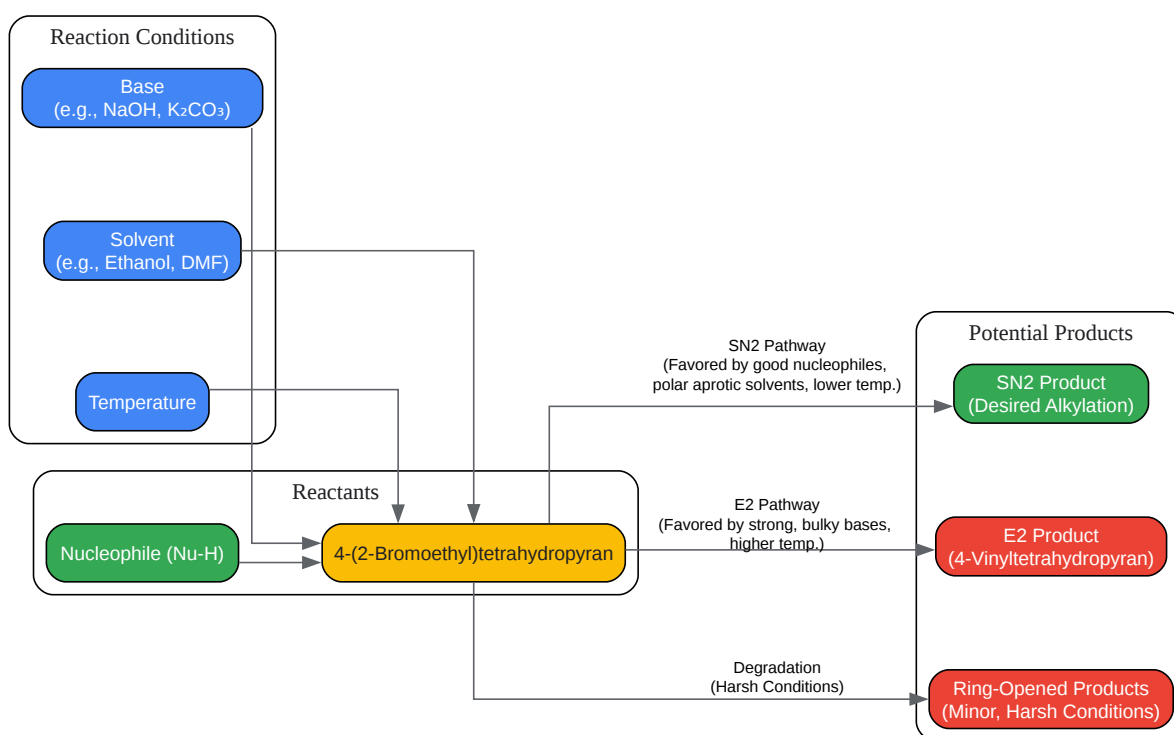 Reaction Conditions
Base
(e.g., NaOH, K₂CO₃)
Solvent
(e.g., Ethanol, DMF)
Temperature
Reactants
Nucleophile (Nu-H)
4-(2-Bromoethyl)tetrahydropyran
SN2 Pathway
(Favored by good nucleophiles,
polar aprotic solvents, lower temp.)
E2 Pathway
(Favored by strong, bulky bases,
higher temp.)
Degradation
(Harsh Conditions)
Potential Products
SN2 Product
(Desired Alkylation)
E2 Product
(4-Vinyltetrahydropyran)
Ring-Opened Products
(Minor, Harsh Conditions)